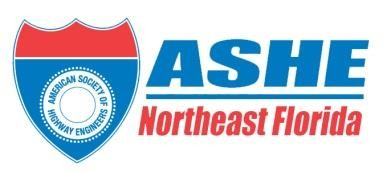 AMERICAN SOCIETY OF
HIGHWAY ENGINEERS
ASHE
Northeast Florida